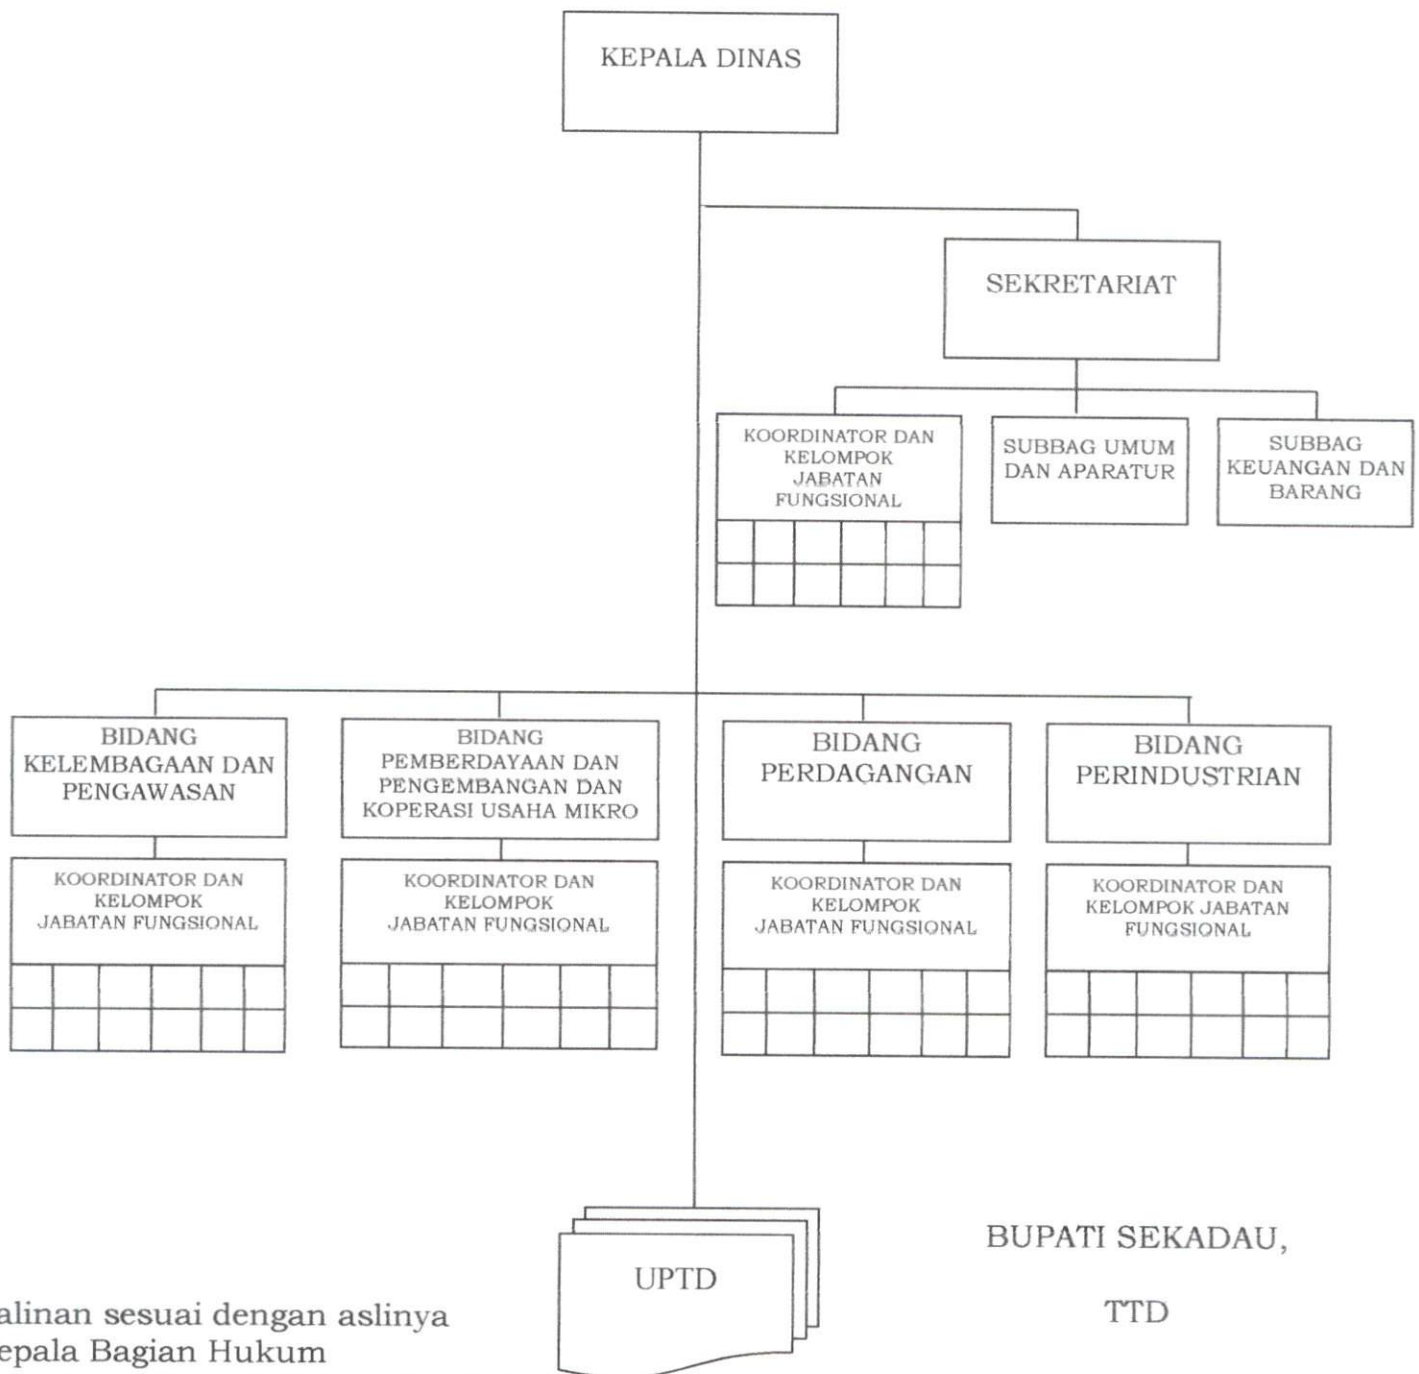 KEPALA DINAS
SEKRETARIAT
KOORDINATOR DAN
KELOMPOK
JABATAN
FUNGSIONAL
SUBBAG UMUM
DAN APARATUR
SUBBAG
KEUANGAN DAN
BARANG
BIDANG
KELEMBAGAAN DAN
PENGAWASAN
BIDANG
PEMBERDAYAAN DAN
PENGEMBANGAN DAN
KOPERASI USAHA MIKRO
BIDANG
PERDAGANGAN
BIDANG
PERINDUSTRIAN
KOORDINATOR DAN
KELOMPOK
JABATAN FUNGSIONAL
KOORDINATOR DAN
KELOMPOK
JABATAN FUNGSIONAL
KOORDINATOR DAN
KELOMPOK
JABATAN FUNGSIONAL
KOORDINATOR DAN
KELOMPOK JABATAN
FUNGSIONAL
UPTD
BUPATI SEKADAU,
TTD
alinan sesuai dengan aslinya
epala Bagian Hukum